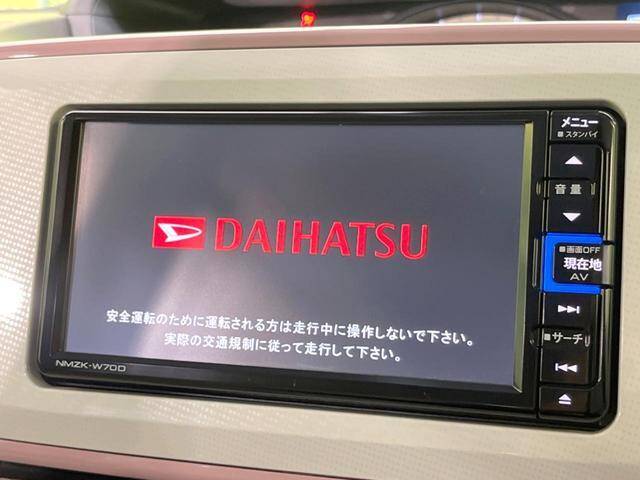 メニュー
■スタンバイ
DAIHATSU
音量
■画面OFF
現在地
AV
■サーチ
安全運転のために運転される方は走行中に操作しないで下さい。
実際の交通規制に従って走行して下さい。
NMZK-W70D